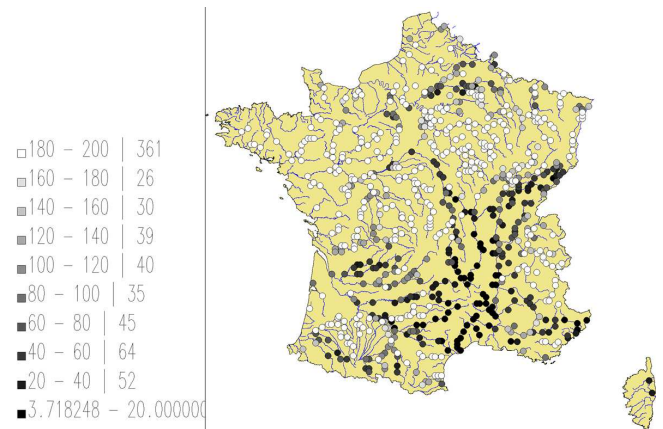 180 - 200 | 361
160 - 180 | 26
140 - 160 | 30
120 - 140 | 39
100 - 120 | 40
80 - 100 | 35
60 - 80 | 45
40 - 60 | 64
20 - 40 | 52
3.718248 - 20.000000